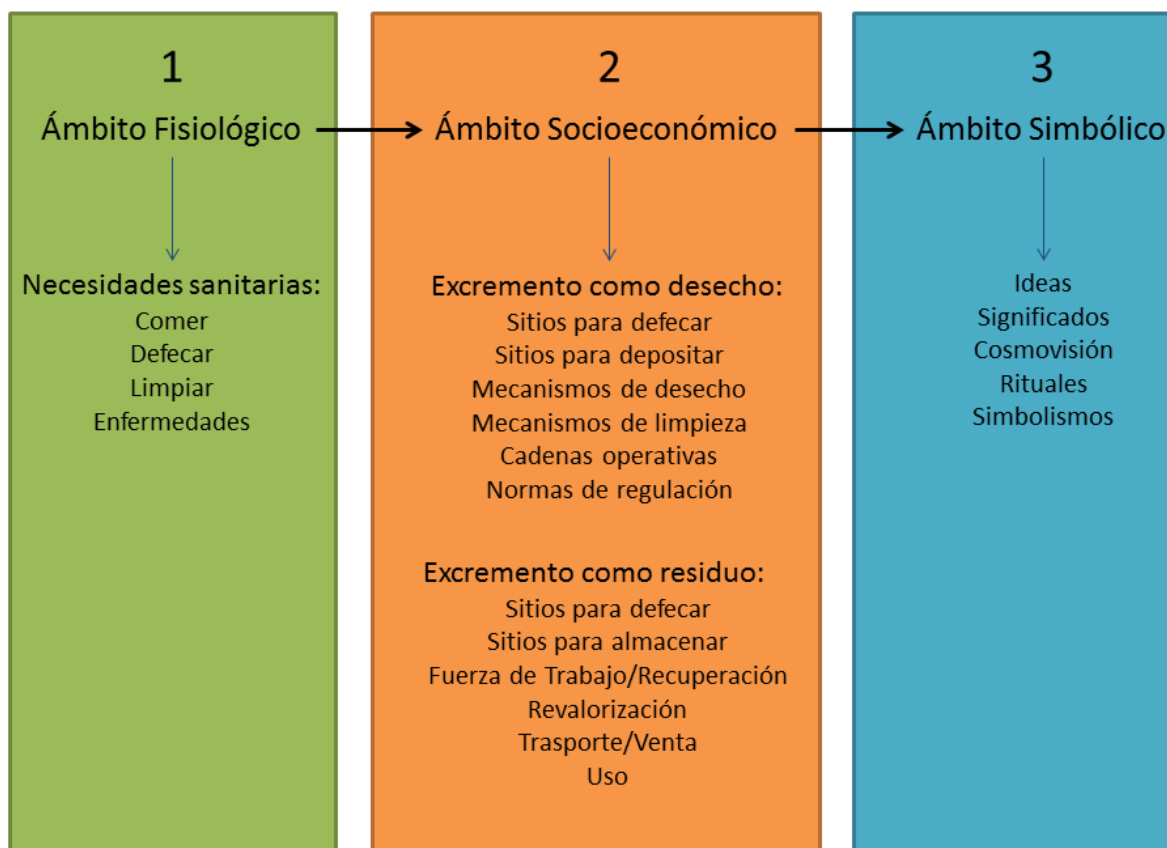 1
Ámbito Fisiológico
Necesidades sanitarias:
Comer
Defecar
Limpiar
Enfermedades
2
Ámbito Socioeconómico
Excremento como desecho:
Sitios para defecar
Sitios para depositar
Mecanismos de desecho
Mecanismos de limpieza
Cadenas operativas
Normas de regulación
Excremento como residuo:
Sitios para defecar
Sitios para almacenar
Fuerza de Trabajo/Recuperación
Revalorización
Trasporte/Venta
Uso
3
Ámbito Simbólico
Ideas
Significados
Cosmovisión
Rituales
Simbolismos